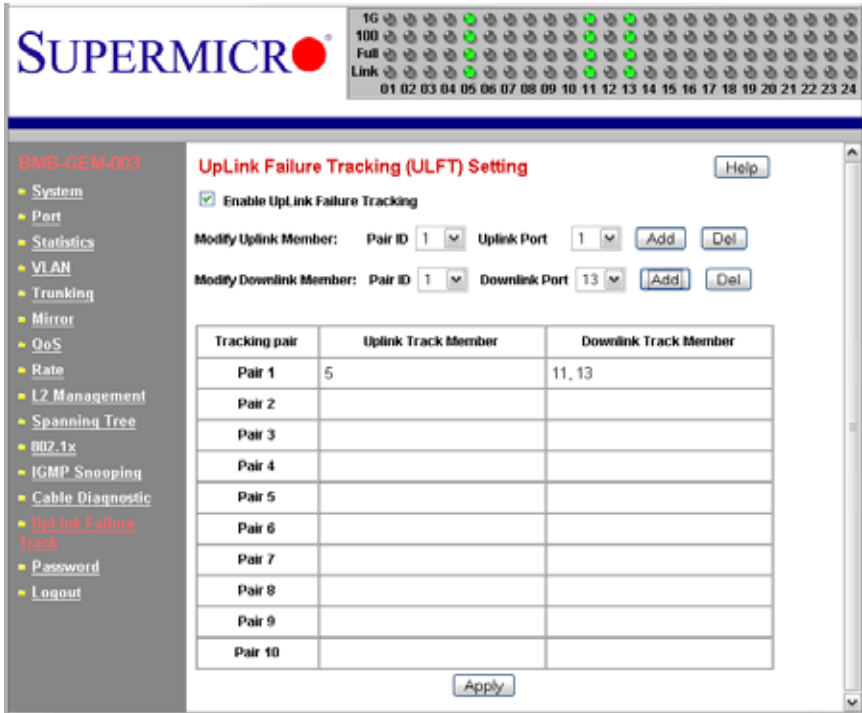 SUPERMICRO
1G
100
Full
Link
01 02 03 04 05 06 07 08 09 10 11 12 13 14 15 16 17 18 19 20 21 22 23 24
BMB-GEM-003
System
Port
Statistics
VLAN
Trunking
Mirror
QoS
Rate
L2 Management
Spanning Tree
802.1x
IGMP Snooping
Cable Diagnostic
UpLink Failure
Track
Password
Logout
UpLink Failure Tracking (ULFT) Setting Help
Enable UpLink Failure Tracking
Modify Uplink Member: Pair ID 1 Uplink Port 1 Add Del
Modify Downlink Member: Pair ID 1 Downlink Port 13 Add Del
Tracking pair Uplink Track Member Downlink Track Member
Pair 1 5 11, 13
Pair 2
Pair 3
Pair 4
Pair 5
Pair 6
Pair 7
Pair 8
Pair 9
Pair 10
Apply